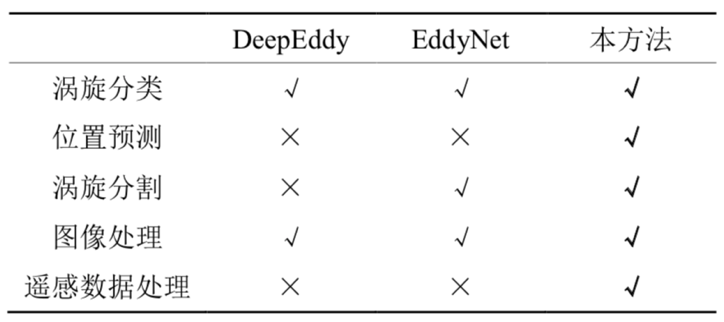 DeepEddy EddyNet 本方法
涡旋分类 √ √ √
位置预测 × × √
涡旋分割 × √ √
图像处理 √ √ √
遥感数据处理 × × √